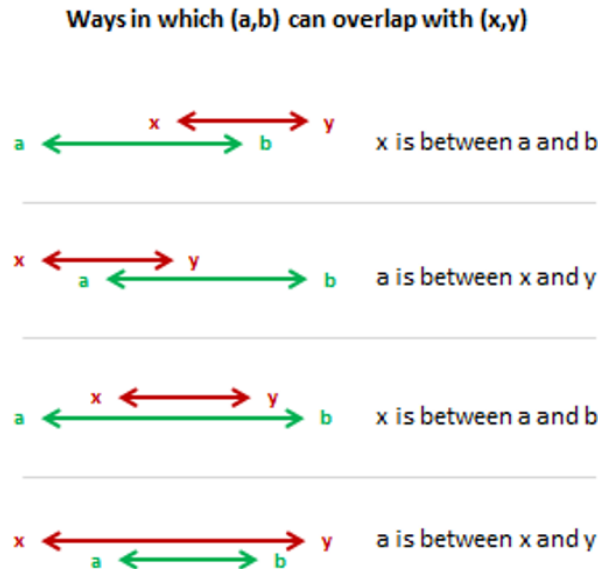 Ways in which (a,b) can overlap with (x,y)
x y
a b x is between a and b
x y
a b a is between x and y
x y
a b x is between a and b
x y a is between x and y
a b